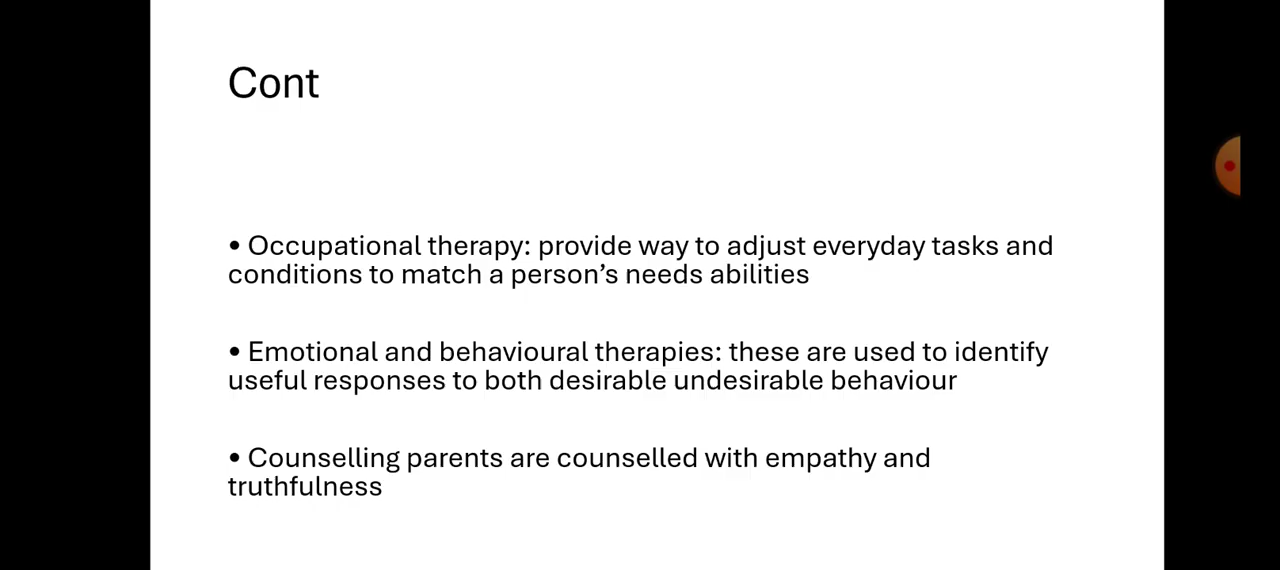 Cont
• Occupational therapy: provide way to adjust everyday tasks and
conditions to match a person’s needs abilities
• Emotional and behavioural therapies: these are used to identify
useful responses to both desirable undesirable behaviour
• Counselling parents are counselled with empathy and
truthfulness